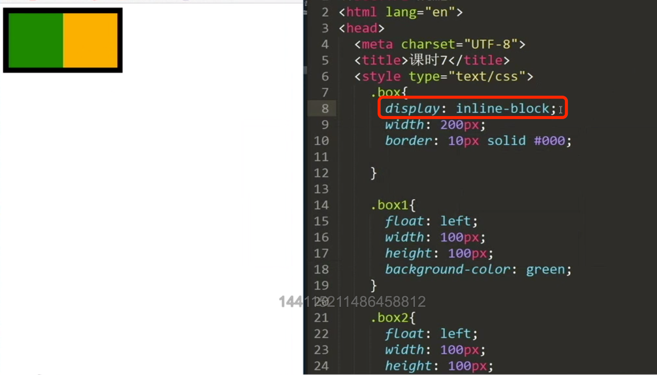 2 <html lang="en">
3 <head>
4 <meta charset="UTF-8">
5 <title>课时7</title>
6 <style type="text/css">
7 .box{
8 display: inline-block;
9 width: 200px;
10 border: 10px solid #000;
11
12 }
13
14 .box1{
15 float: left;
16 width: 100px;
17 height: 100px;
18 background-color: green;
19 }
20
21 .box2{
22 float: left;
23 width: 100px;
24 height: 100px;